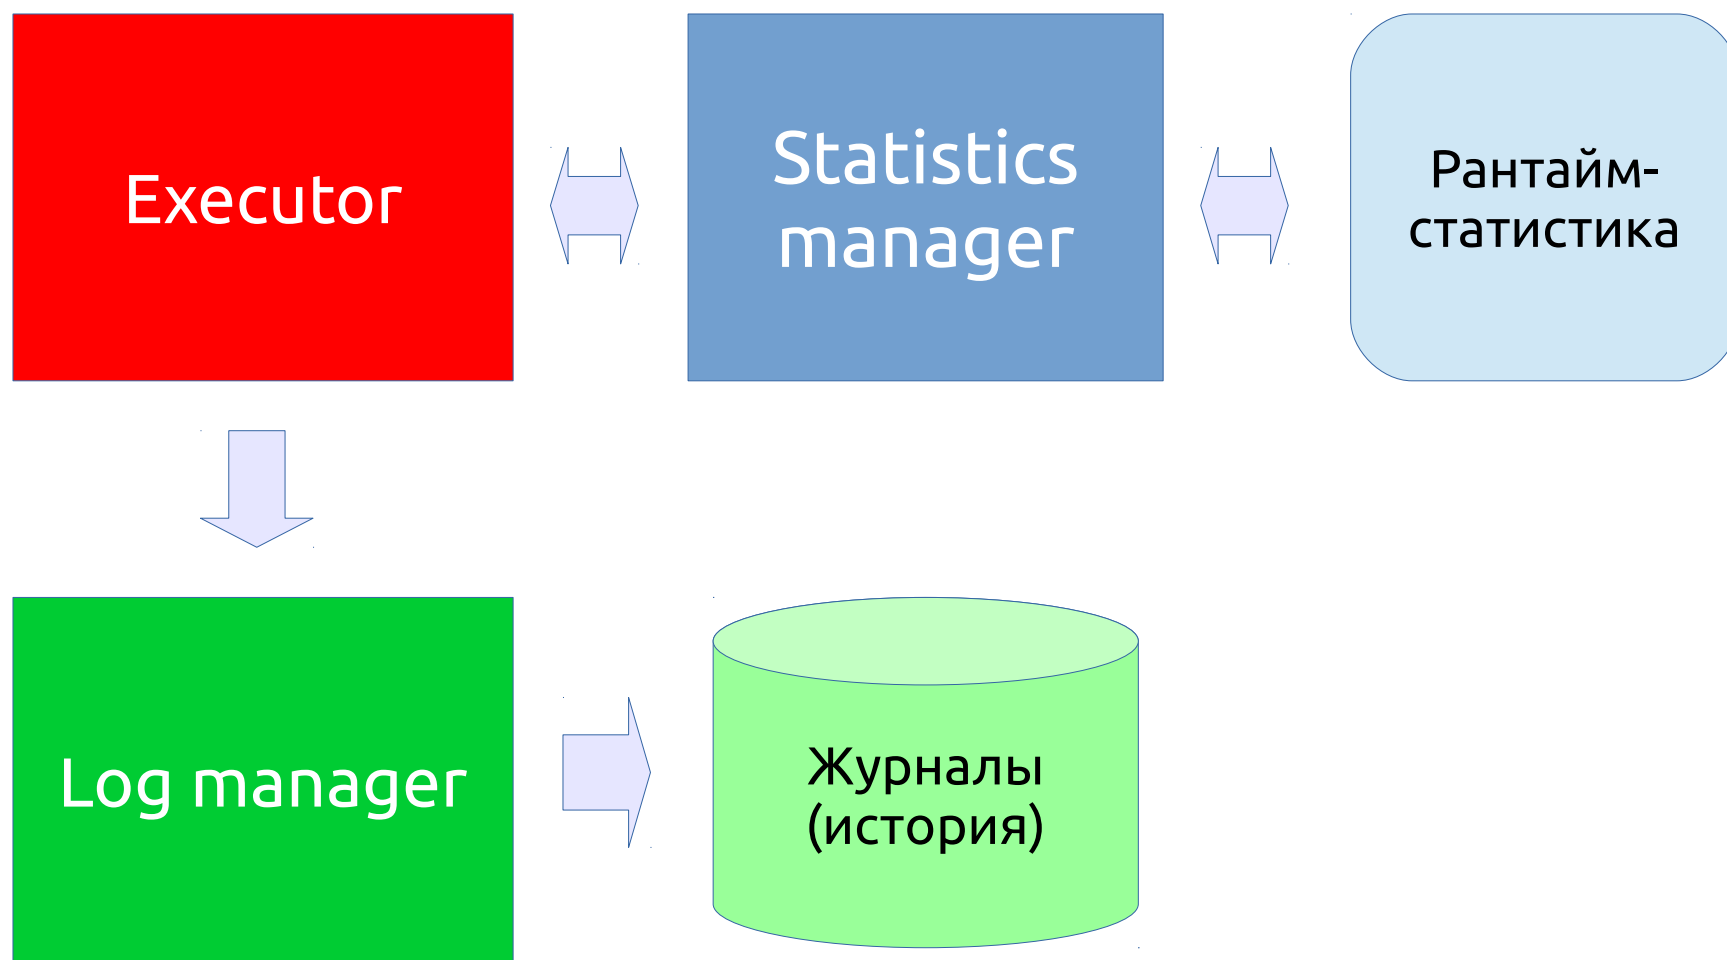 Executor
Statistics
manager
Рантайм-
статистика
Log manager
Журналы
(история)